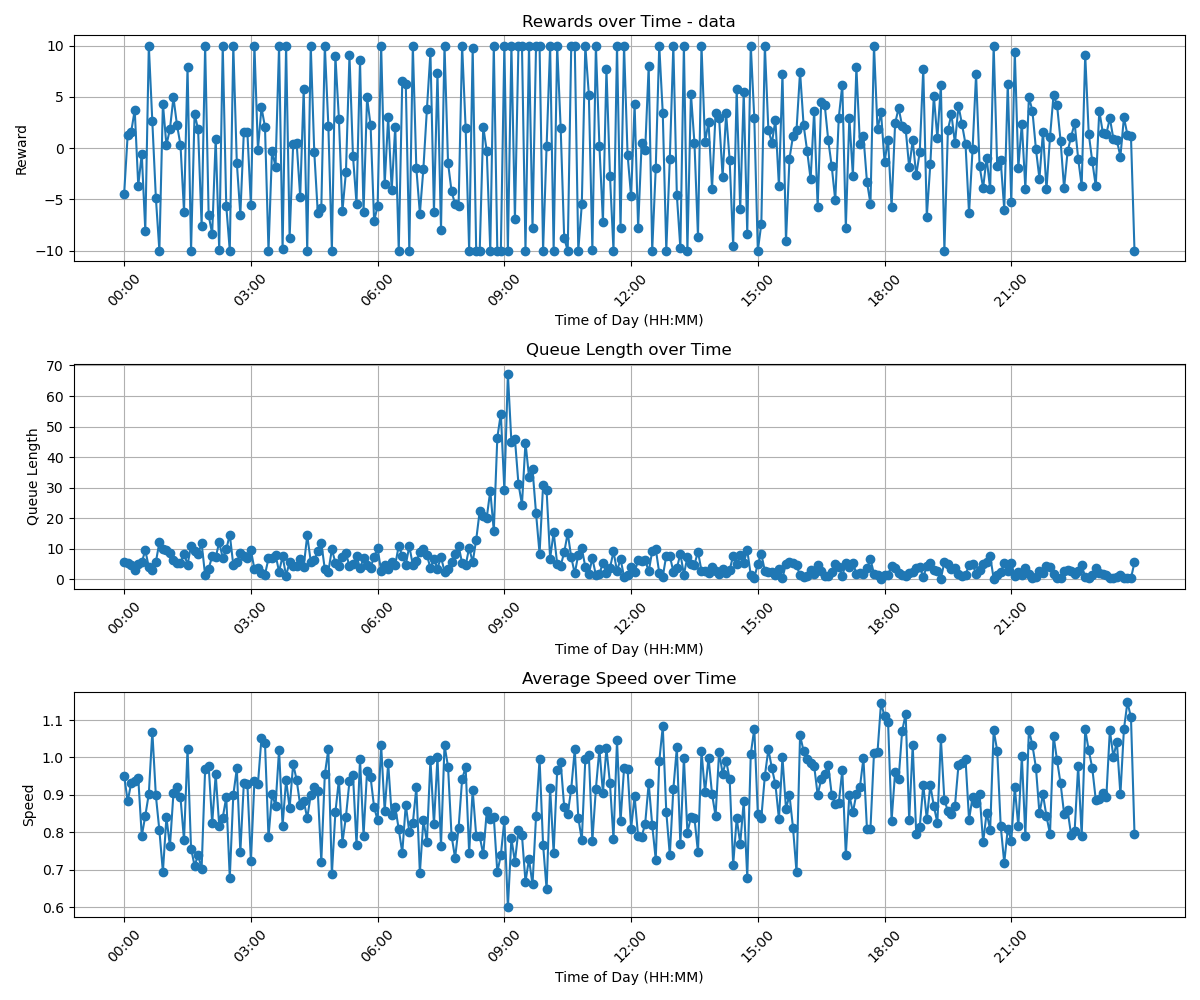 Rewards over Time - data
10
5
0
−5
−10
Reward
00:00 03:00 06:00 09:00 12:00 15:00 18:00 21:00
Time of Day (HH:MM)
Queue Length over Time
70
60
50
40
30
20
10
0
Queue Length
00:00 03:00 06:00 09:00 12:00 15:00 18:00 21:00
Time of Day (HH:MM)
Average Speed over Time
1.1
1.0
0.9
0.8
0.7
0.6
Speed
00:00 03:00 06:00 09:00 12:00 15:00 18:00 21:00
Time of Day (HH:MM)